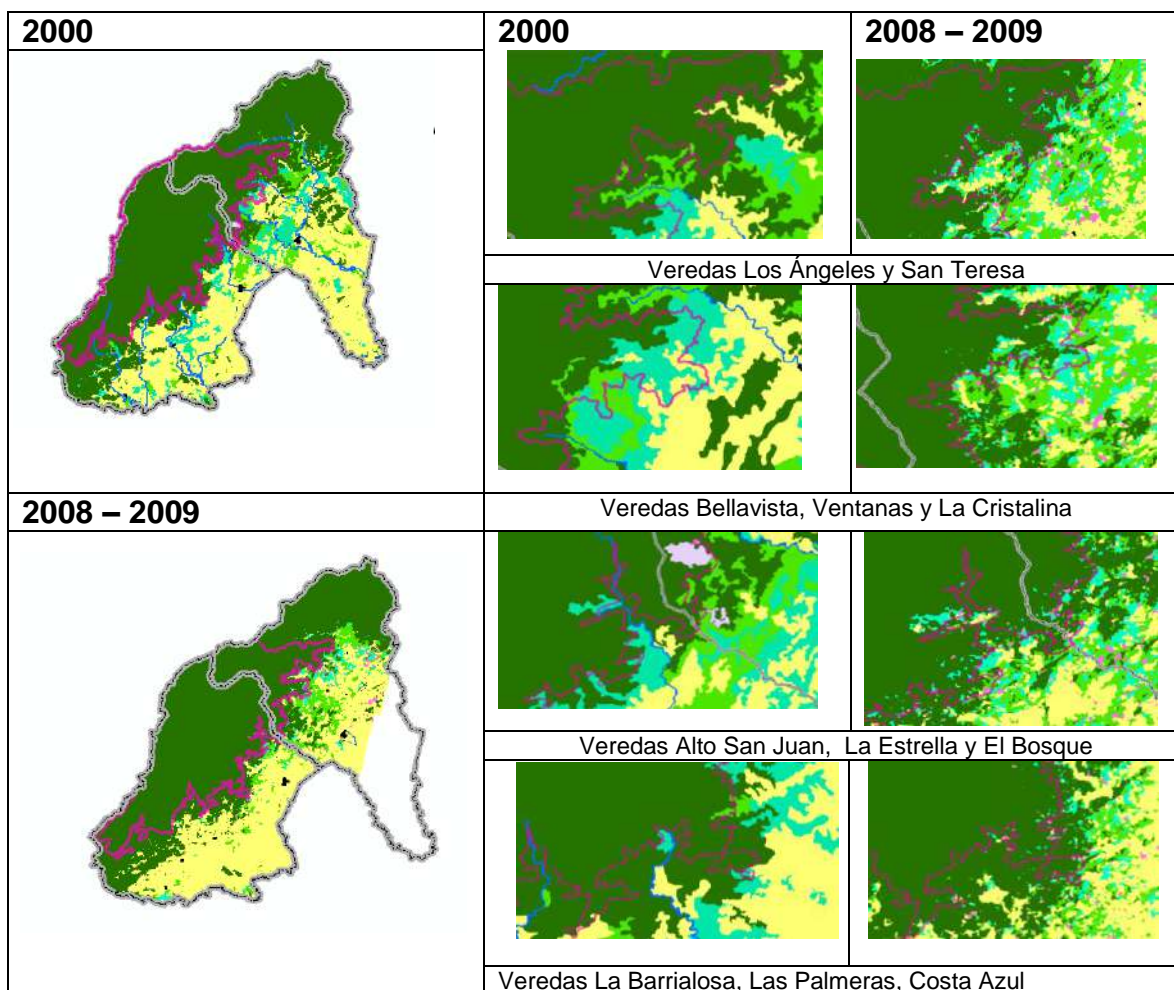 2000
2000
2008 – 2009
Veredas Los Ángeles y San Teresa
2008 – 2009
Veredas Bellavista, Ventanas y La Cristalina
Veredas Alto San Juan, La Estrella y El Bosque
Veredas La Barrialosa, Las Palmeras, Costa Azul